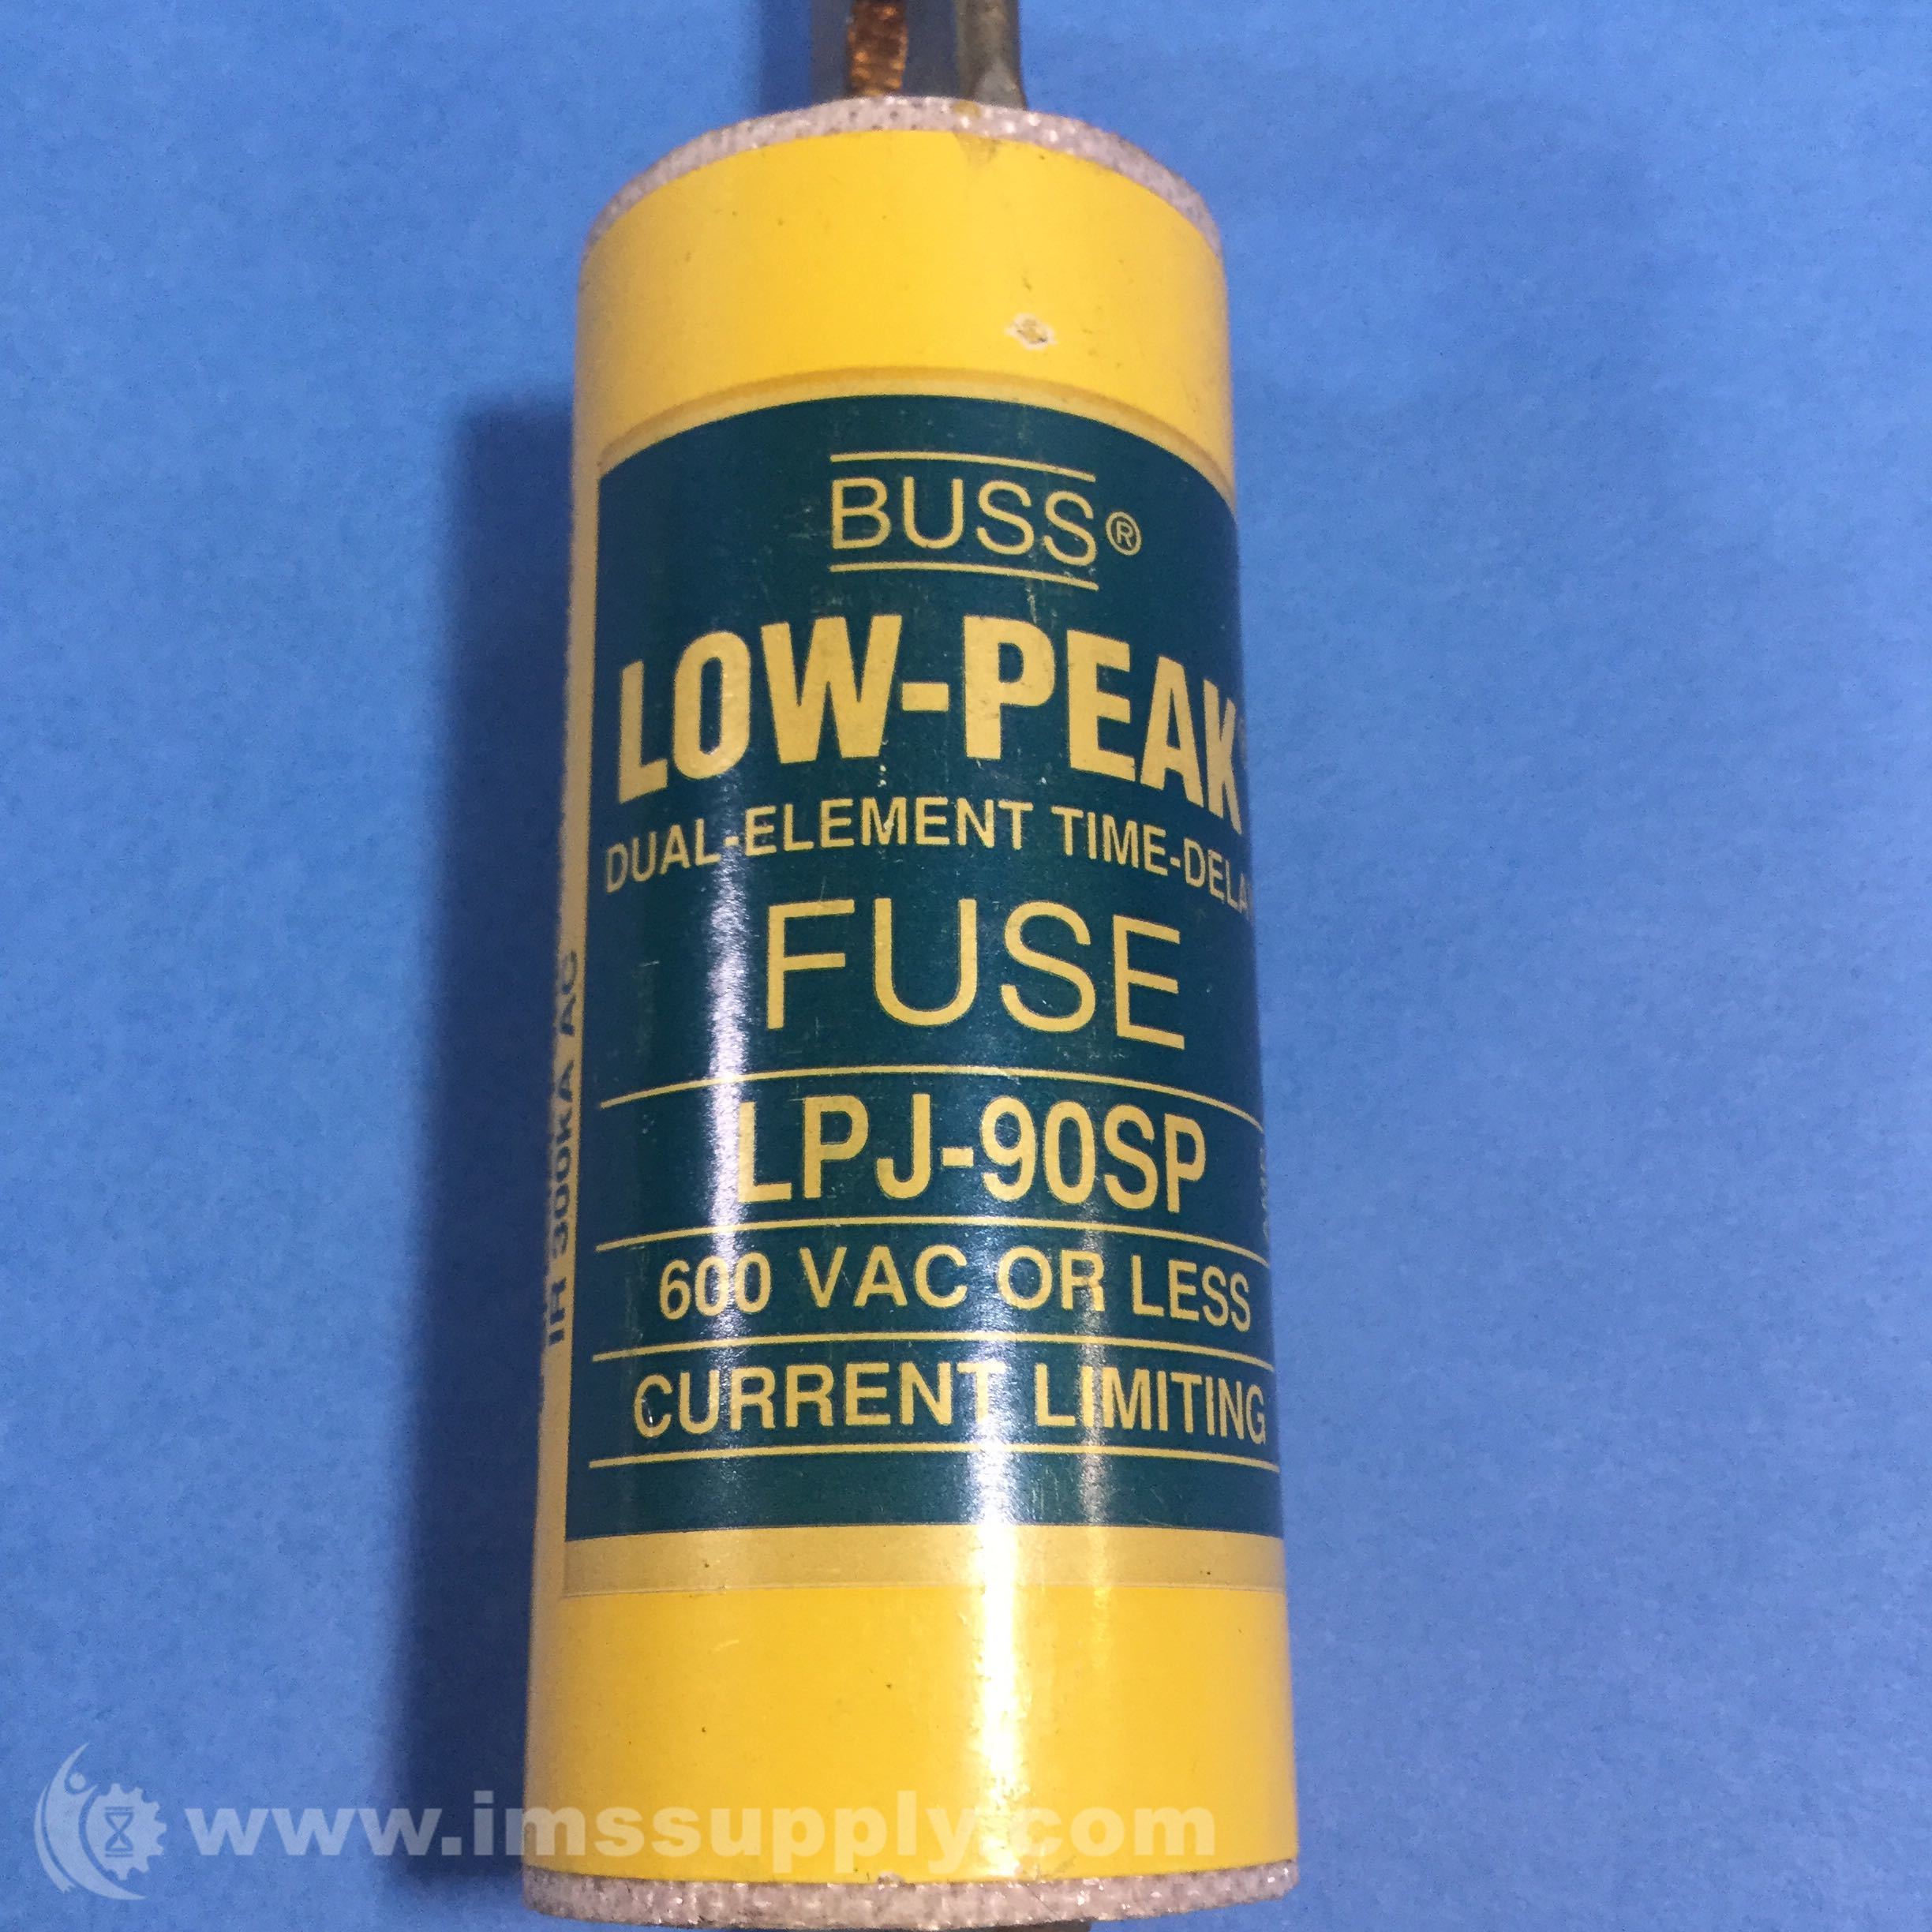 BUSS®
LOW-PEAK
DUAL-ELEMENT TIME-DELAY
FUSE
LPJ-90SP
600 VAC OR LESS
CURRENT LIMITING
IR 300kA AC
www.imssupply.com